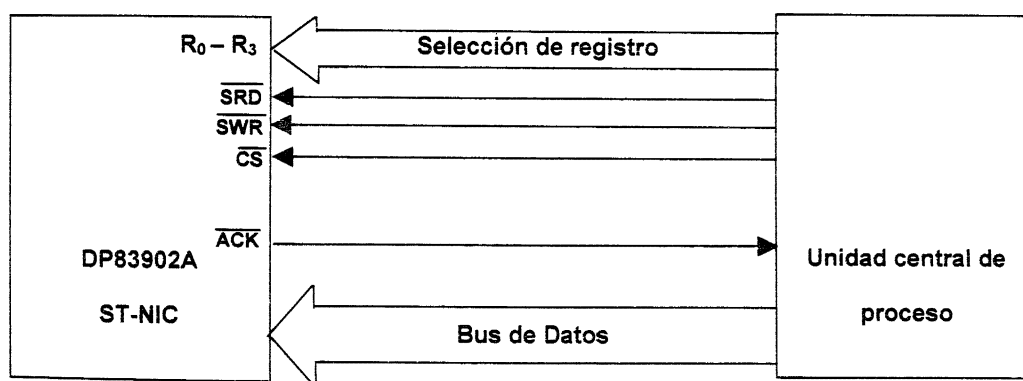 R₀ – R₃
Selección de registro
SRD
SWR
CS
ACK
DP83902A
ST-NIC
Bus de Datos
Unidad central de
proceso